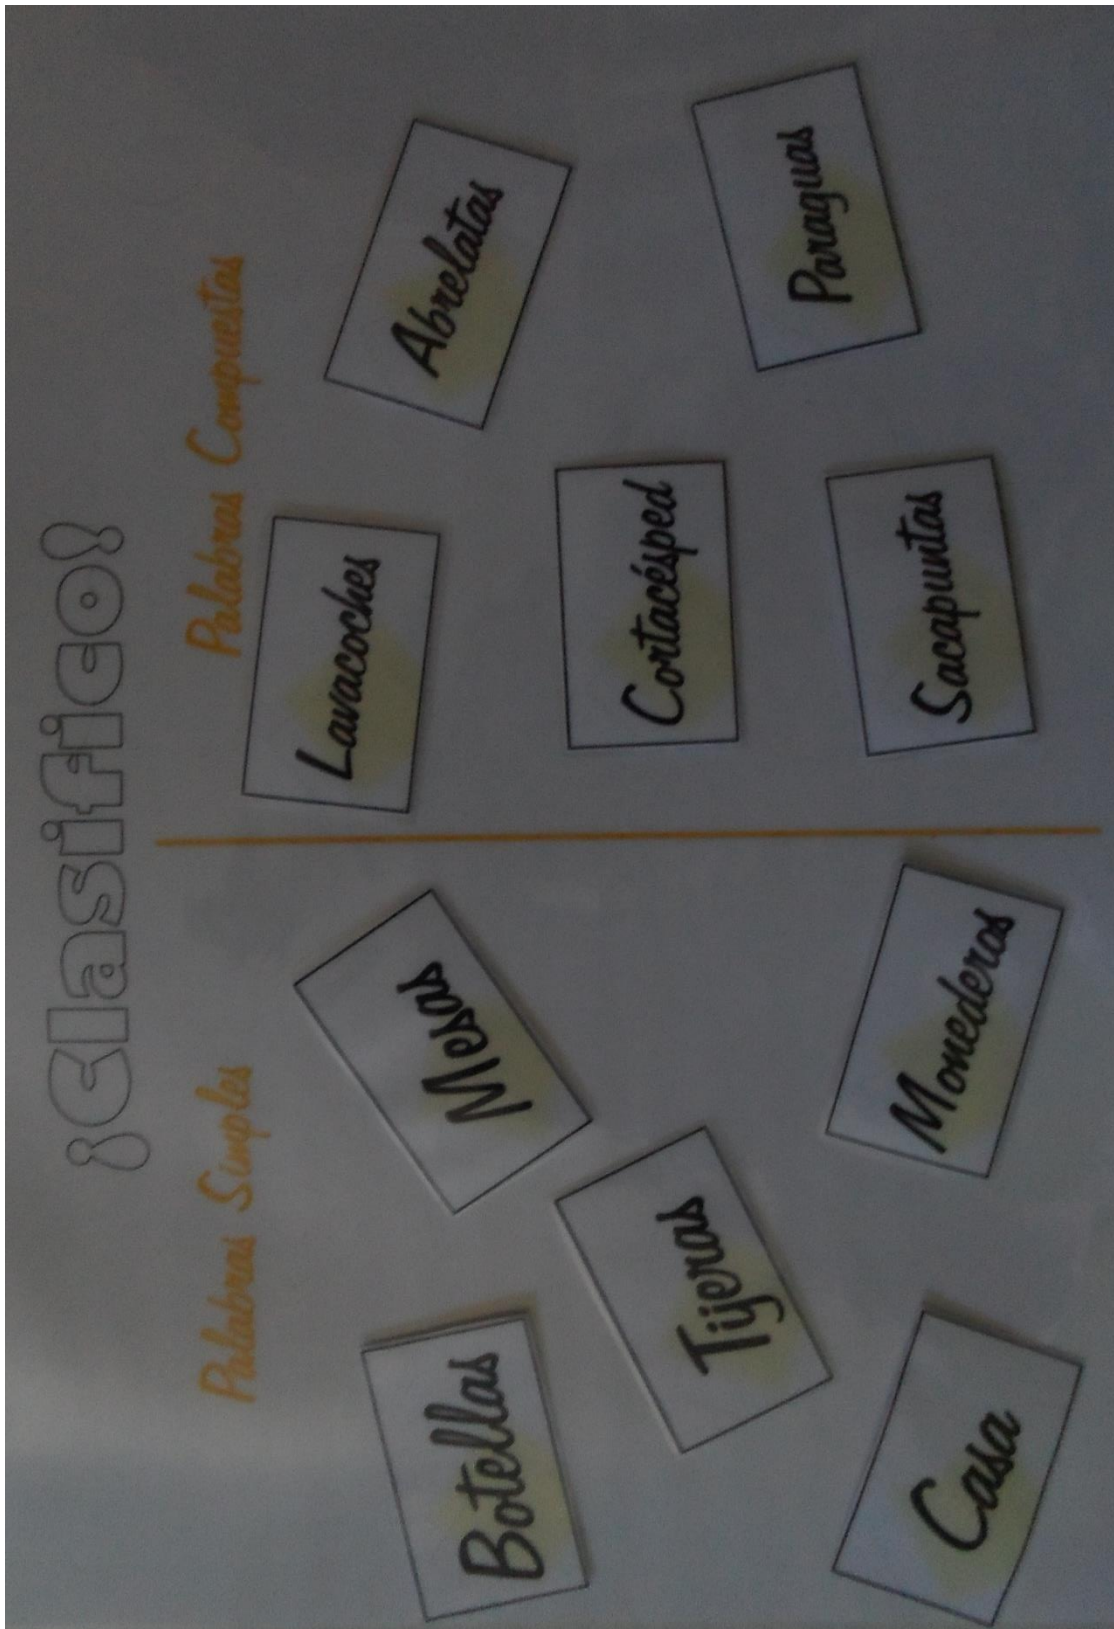 ¡Clasifico!
Palabras Simples
Palabras Compuestas
Botellas
Mesas
Tijeras
Casa
Monederos
Lavacoches
Abrelatas
Cortacésped
Sacapuntas
Paraguas